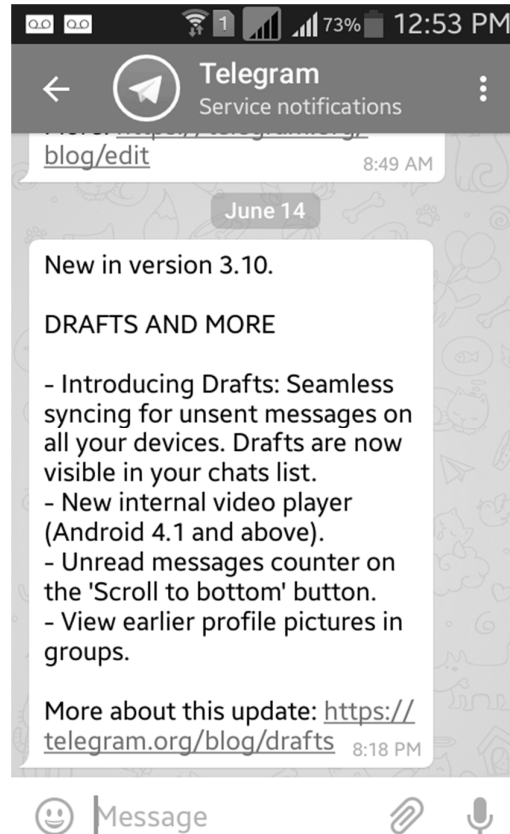 1 73% 12:53 PM
Telegram
Service notifications
blog/edit 8:49 AM
June 14
New in version 3.10.
DRAFTS AND MORE
- Introducing Drafts: Seamless
syncing for unsent messages on
all your devices. Drafts are now
visible in your chats list.
- New internal video player
(Android 4.1 and above).
- Unread messages counter on
the 'Scroll to bottom' button.
- View earlier profile pictures in
groups.
More about this update: https://
telegram.org/blog/drafts 8:18 PM
Message